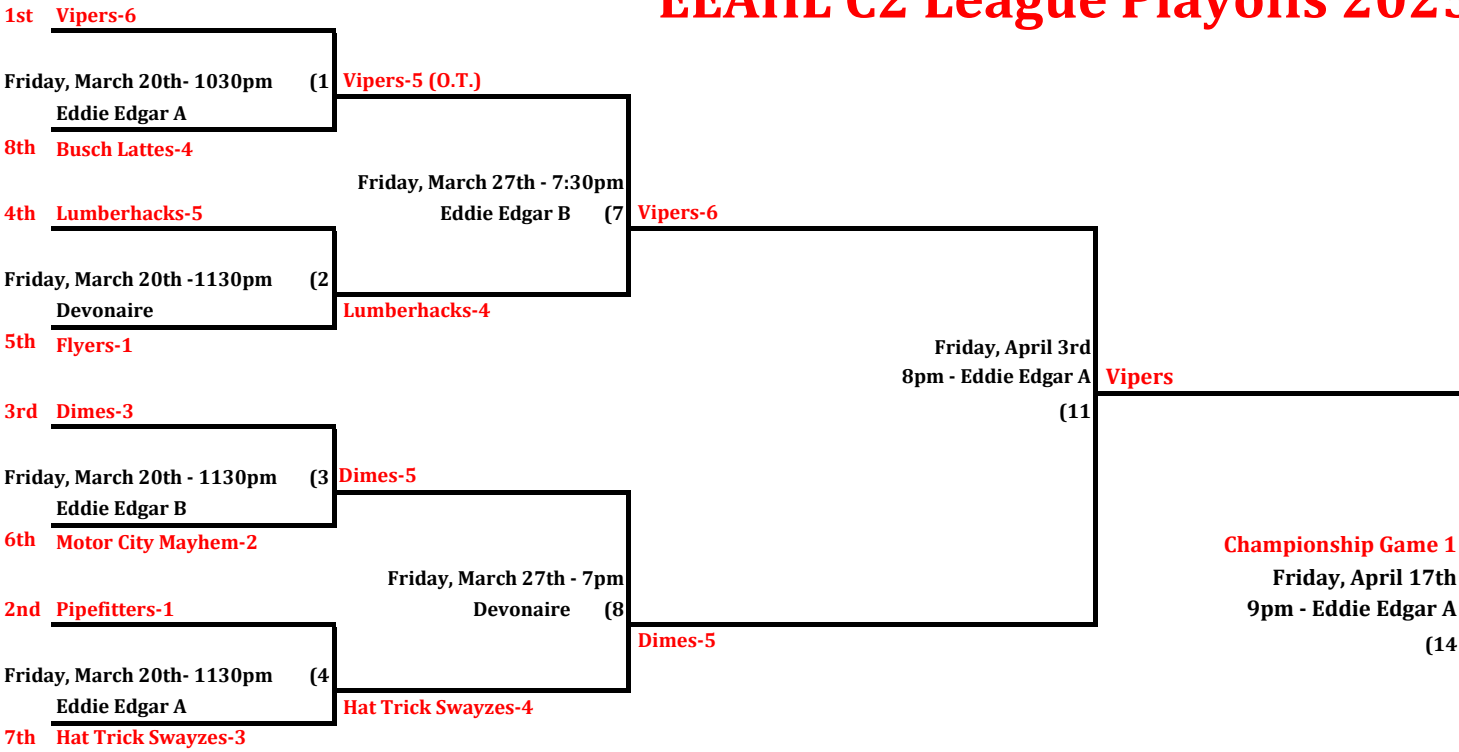 EEAHL C2 League Playoffs 2025
1st Vipers-6
Friday, March 20th- 1030pm (1
Vipers-5 (O.T.)
Eddie Edgar A
8th Busch Lattes-4
Friday, March 27th - 7:30pm
4th Lumberhacks-5
Eddie Edgar B (7
Vipers-6
Friday, March 20th -1130pm (2
Devonaire
Lumberhacks-4
5th Flyers-1
Friday, April 3rd
8pm - Eddie Edgar A
Vipers
(11
3rd Dimes-3
Friday, March 20th - 1130pm (3
Dimes-5
Eddie Edgar B
6th Motor City Mayhem-2
Championship Game 1
Friday, March 27th - 7pm
Friday, April 17th
2nd Pipefitters-1
Devonaire (8
9pm - Eddie Edgar A
Dimes-5
(14
Friday, March 20th- 1130pm (4
Eddie Edgar A
Hat Trick Swayzes-4
7th Hat Trick Swayzes-3